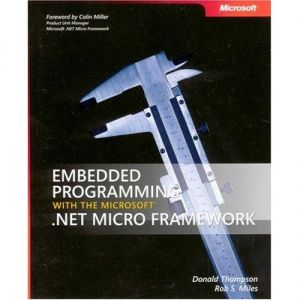 Foreword by Colin Miller
Product Unit Manager
Microsoft .NET Micro Framework
Microsoft
EMBEDDED
PROGRAMMING
WITH THE MICROSOFT®
.NET MICRO FRAMEWORK
Donald Thompson
Rob S. Miles